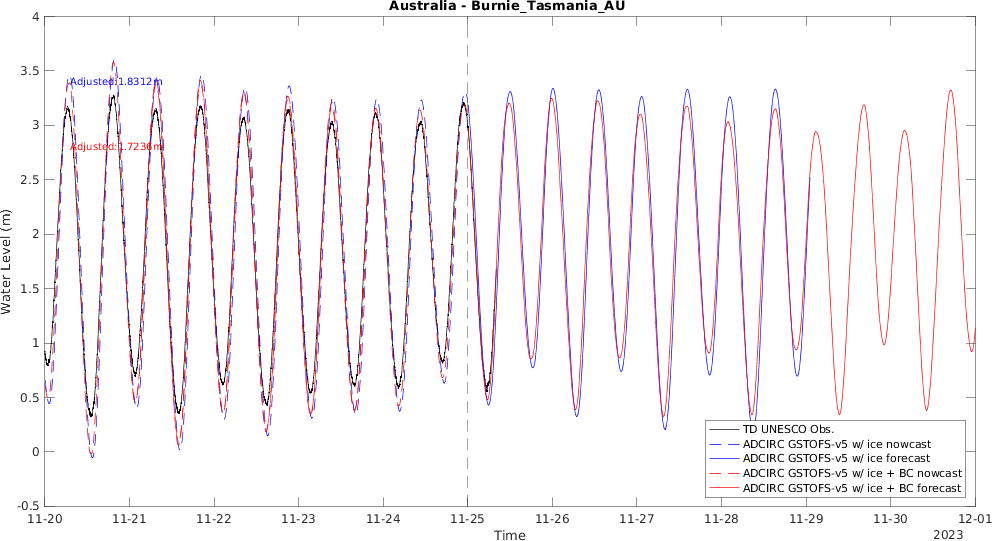 Australia - Burnie_Tasmania_AU
4
3.5
3
2.5
2
1.5
1
0.5
0
-0.5
Water Level (m)
Adjusted:1.8312m
Adjusted:1.7236m
TD UNESCO Obs.
ADCIRC GSTOFS-v5 w/ ice nowcast
ADCIRC GSTOFS-v5 w/ ice forecast
ADCIRC GSTOFS-v5 w/ ice + BC nowcast
ADCIRC GSTOFS-v5 w/ ice + BC forecast
11-20 11-21 11-22 11-23 11-24 11-25 11-26 11-27 11-28 11-29 11-30 12-01
Time
2023